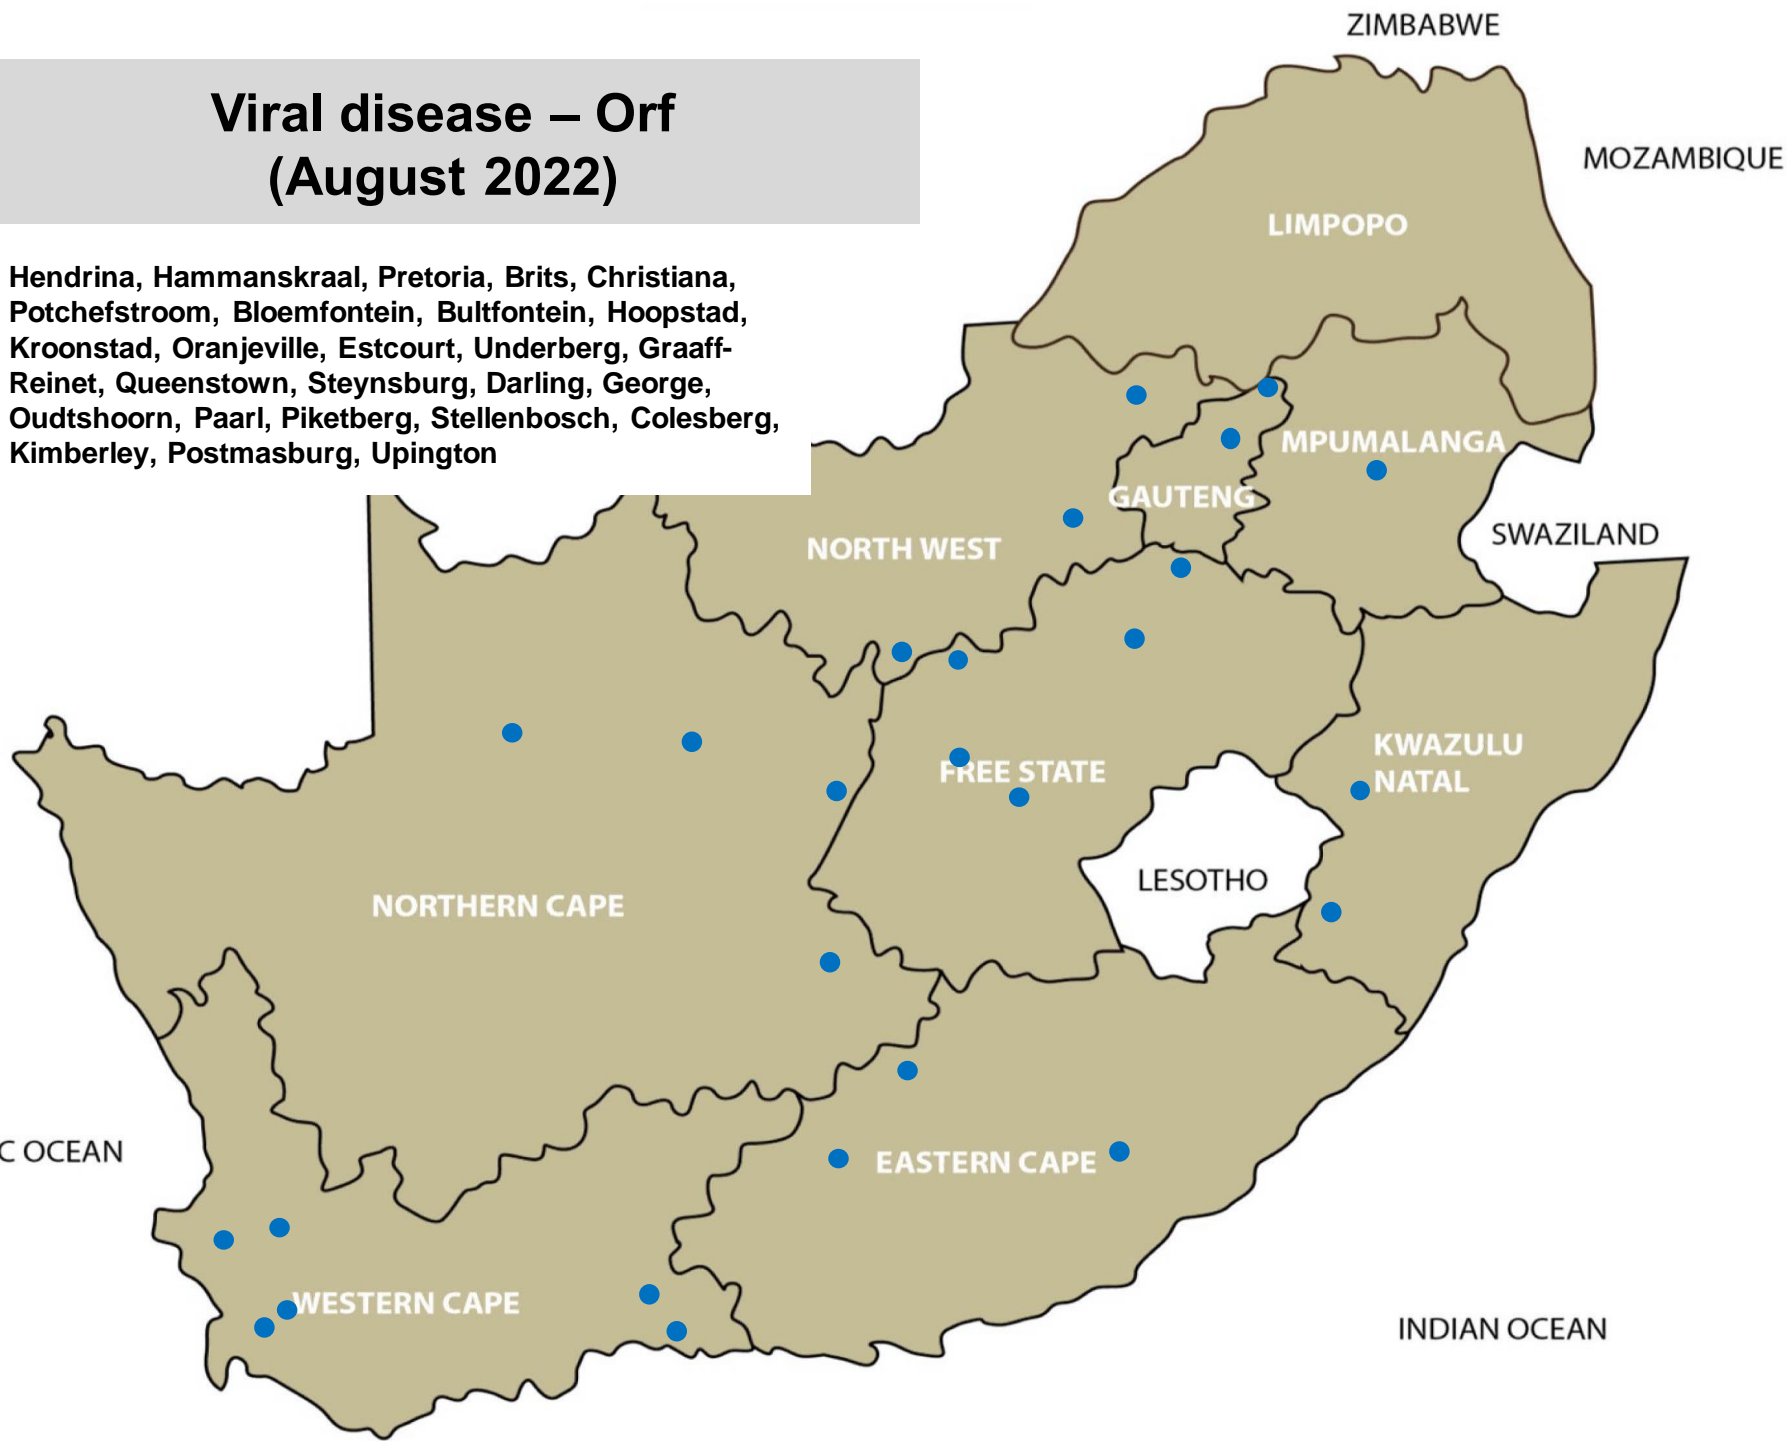 ZIMBABWE
Viral disease – Orf
(August 2022)
MOZAMBIQUE
LIMPOPO
Hendrina, Hammanskraal, Pretoria, Brits, Christiana,
Potchefstroom, Bloemfontein, Bultfontein, Hoopstad,
Kroonstad, Oranjeville, Estcourt, Underberg, Graaff-
Reinet, Queenstown, Steynsburg, Darling, George,
Oudtshoorn, Paarl, Piketberg, Stellenbosch, Colesberg,
Kimberley, Postmasburg, Upington
MPUMALANGA
GAUTENG
SWAZILAND
NORTH WEST
KWAZULU
NATAL
FREE STATE
LESOTHO
NORTHERN CAPE
C OCEAN
EASTERN CAPE
WESTERN CAPE
INDIAN OCEAN